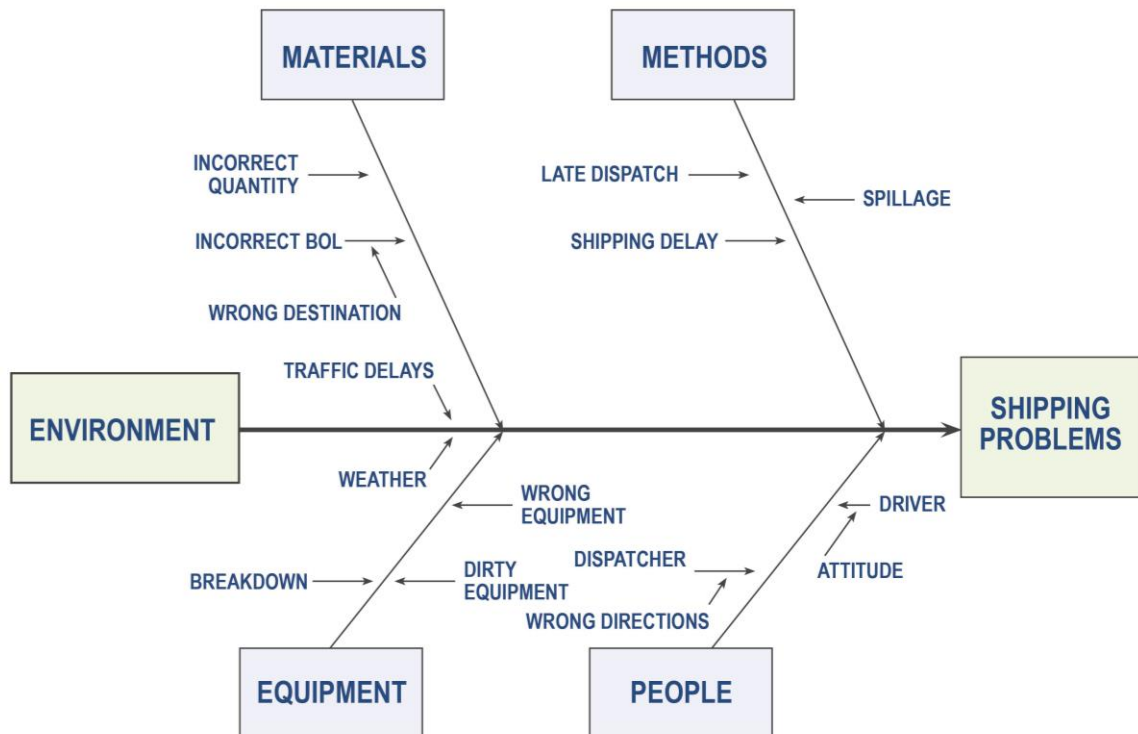 MATERIALS
METHODS
INCORRECT
QUANTITY
LATE DISPATCH
SPILLAGE
INCORRECT BOL
SHIPPING DELAY
WRONG DESTINATION
TRAFFIC DELAYS
ENVIRONMENT
SHIPPING
PROBLEMS
WEATHER
WRONG
EQUIPMENT
DRIVER
BREAKDOWN
DIRTY
EQUIPMENT
DISPATCHER
ATTITUDE
WRONG DIRECTIONS
EQUIPMENT
PEOPLE